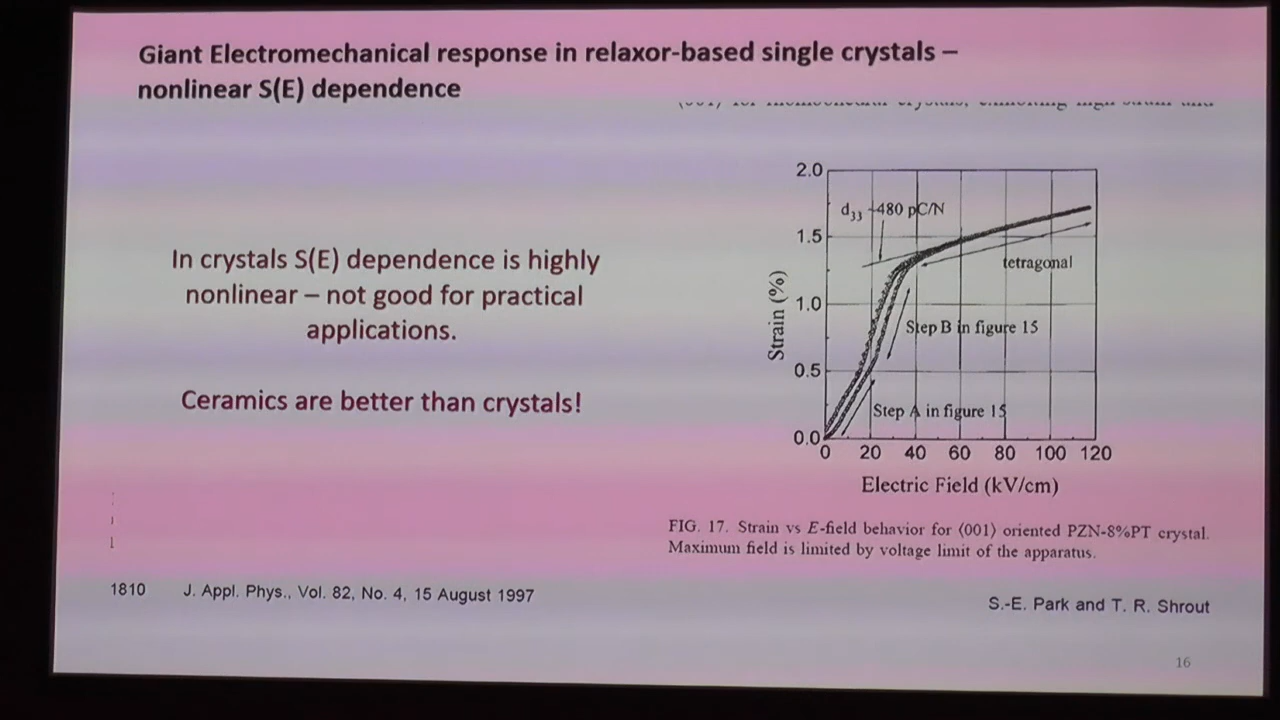 Giant Electromechanical response in relaxor-based single crystals –
nonlinear S(E) dependence
In crystals S(E) dependence is highly
nonlinear – not good for practical
applications.
Ceramics are better than crystals!
2.0
1.5
1.0
0.5
0.0
Strain (%)
d33 ~480 pC/N
tetragonal
Step B in figure 15
Step A in figure 15
0 20 40 60 80 100 120
Electric Field (kV/cm)
FIG. 17. Strain vs E-field behavior for ⟨001⟩ oriented PZN-8%PT crystal.
Maximum field is limited by voltage limit of the apparatus.
1810 J. Appl. Phys., Vol. 82, No. 4, 15 August 1997
S.-E. Park and T. R. Shrout
16